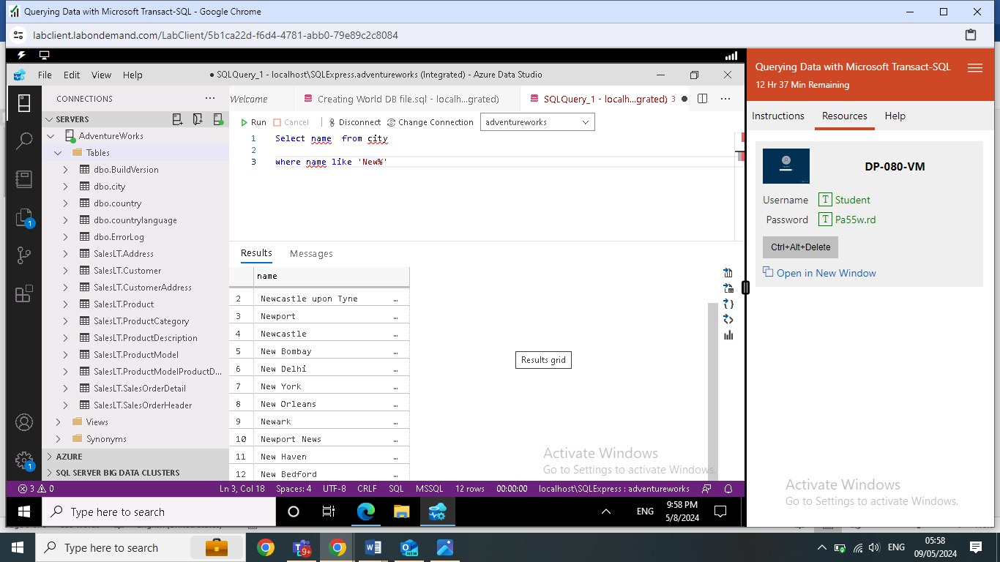 Querying Data with Microsoft Transact-SQL - Google Chrome
labclient.labondemand.com/LabClient/5b1ca22d-f6d4-4781-abb0-79e89c2c8084
File Edit View Help
● SQLQuery_1 - localhost\SQLExpress.adventureworks (Integrated) - Azure Data Studio
CONNECTIONS
SERVERS
AdventureWorks
Tables
dbo.BuildVersion
dbo.city
dbo.country
dbo.countrylanguage
dbo.ErrorLog
SalesLT.Address
SalesLT.Customer
SalesLT.CustomerAddress
SalesLT.Product
SalesLT.ProductCategory
SalesLT.ProductDescription
SalesLT.ProductModel
SalesLT.ProductModelProductD...
SalesLT.SalesOrderDetail
SalesLT.SalesOrderHeader
Views
Synonyms
AZURE
SQL SERVER BIG DATA CLUSTERS
1
1
Welcome
Creating World DB file.sql - localh...grated)
SQLQuery_1 - localh...grated) 3
Run Cancel Disconnect Change Connection adventureworks
1 Select name  from city
2
3 where name like 'New%'
Results Messages
name
2 Newcastle upon Tyne ...
3 Newport ...
4 Newcastle ...
5 New Bombay ...
6 New Delhi ...
7 New York ...
8 New Orleans ...
9 Newark ...
10 Newport News ...
11 New Haven ...
12 New Bedford ...
Results grid
Activate Windows
Go to Settings to activate Windows.
3 0 Ln 3, Col 18 Spaces: 4 UTF-8 CRLF SQL MSSQL 12 rows 00:00:00 localhost\SQLExpress : adventureworks
Type here to search
ENG
9:58 PM
5/8/2024
Querying Data with Microsoft Transact-SQL
12 Hr 37 Min Remaining
Instructions Resources Help
DP-080-VM
Username T Student
Password T Pa55w.rd
Ctrl+Alt+Delete
Open in New Window
Activate Windows
Go to Settings to activate Windows.
Type here to search
9+
NEW
ENG
05:58
09/05/2024